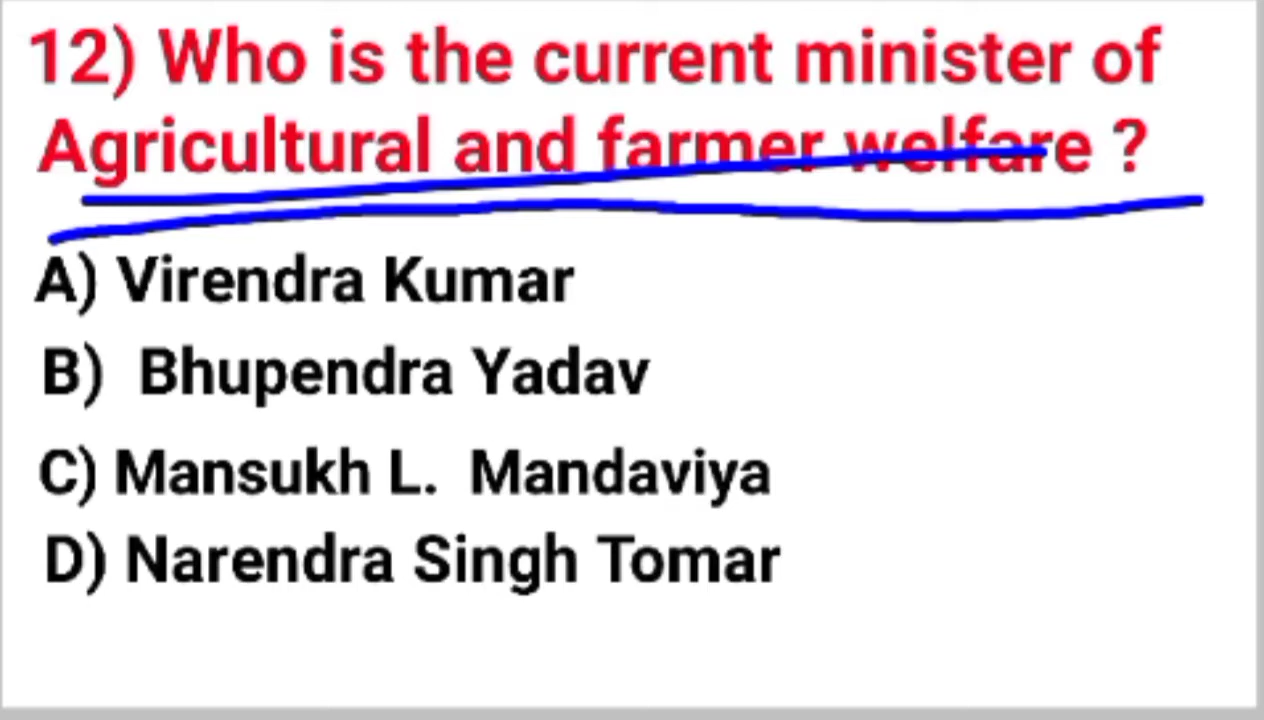 12) Who is the current minister of
Agricultural and farmer welfare ?
A) Virendra Kumar
B) Bhupendra Yadav
C) Mansukh L. Mandaviya
D) Narendra Singh Tomar